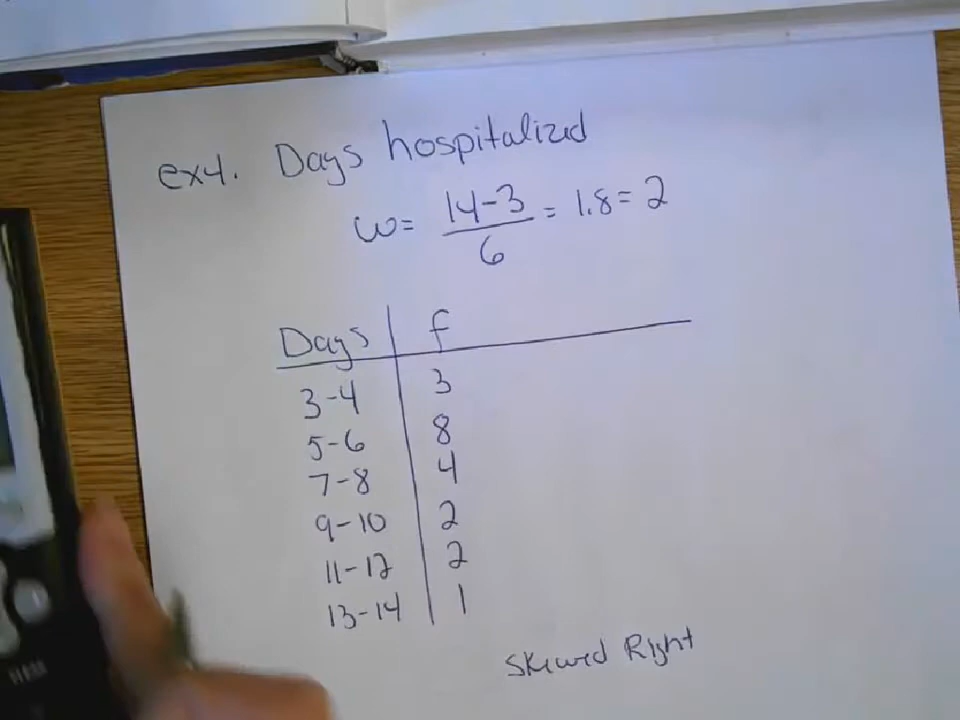 ex4. Days hospitalized
w= 14-3 / 6 = 1.8 = 2
Days f
3-4 3
5-6 8
7-8 4
9-10 2
11-12 2
13-14 1
Skewed Right